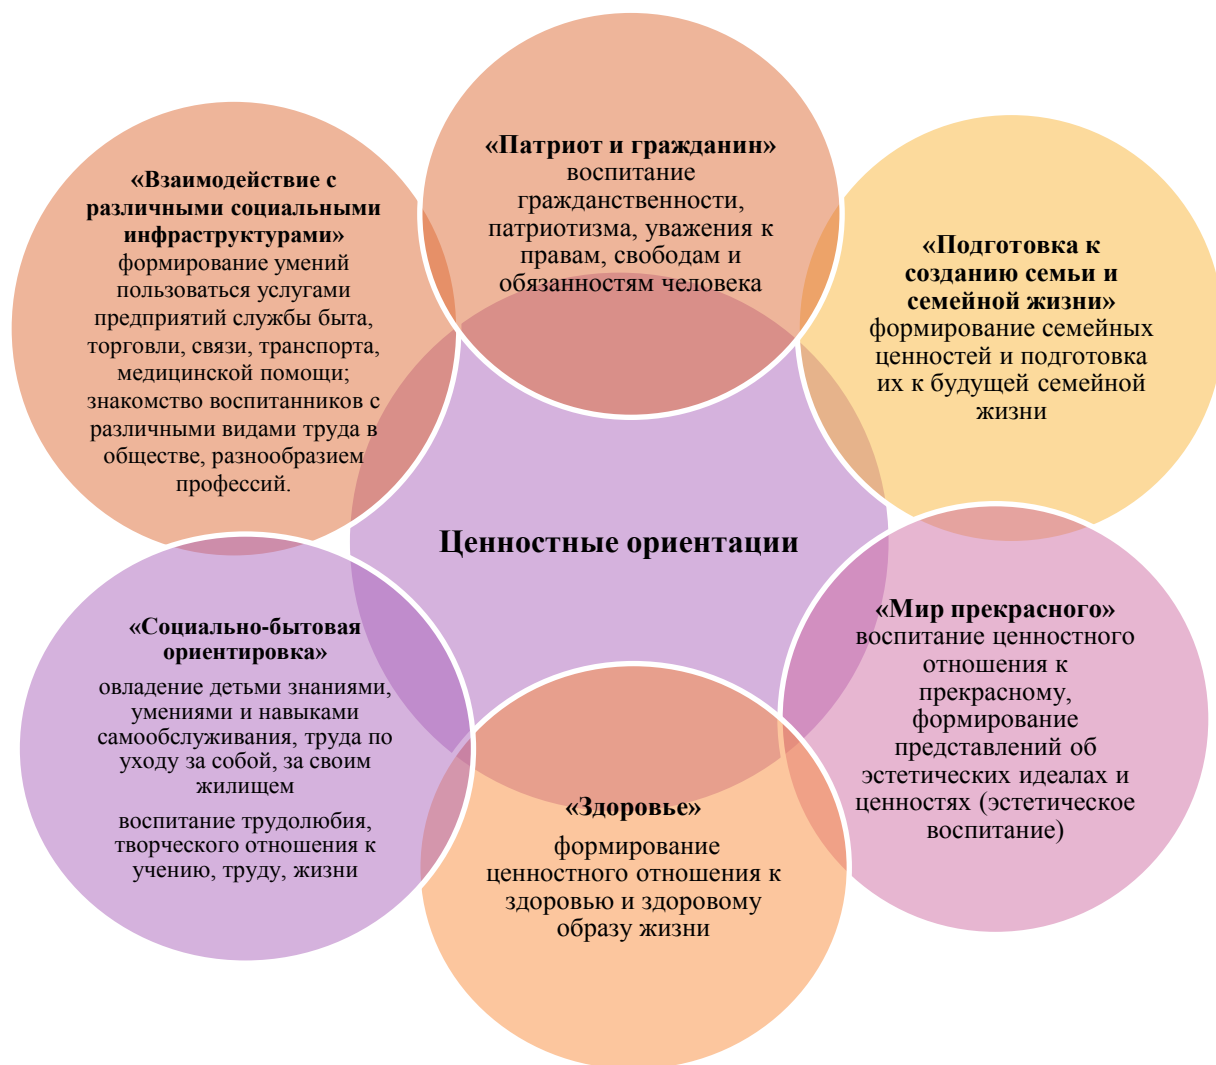 «Патриот и гражданин»
воспитание
гражданственности,
патриотизма, уважения к
правам, свободам и
обязанностям человека
«Подготовка к
созданию семьи и
семейной жизни»
формирование семейных
ценностей и подготовка
их к будущей семейной
жизни
«Мир прекрасного»
воспитание ценностного
отношения к
прекрасному,
формирование
представлений об
эстетических идеалах и
ценностях (эстетическое
воспитание)
«Здоровье»
формирование
ценностного отношения к
здоровью и здоровому
образу жизни
«Социально-бытовая
ориентировка»
овладение детьми знаниями,
умениями и навыками
самообслуживания, труда по
уходу за собой, за своим
жилищем
воспитание трудолюбия,
творческого отношения к
учению, труду, жизни
«Взаимодействие с
различными социальными
инфраструктурами»
формирование умений
пользоваться услугами
предприятий службы быта,
торговли, связи, транспорта,
медицинской помощи;
знакомство воспитанников с
различными видами труда в
обществе, разнообразием
профессий.
Ценностные ориентации